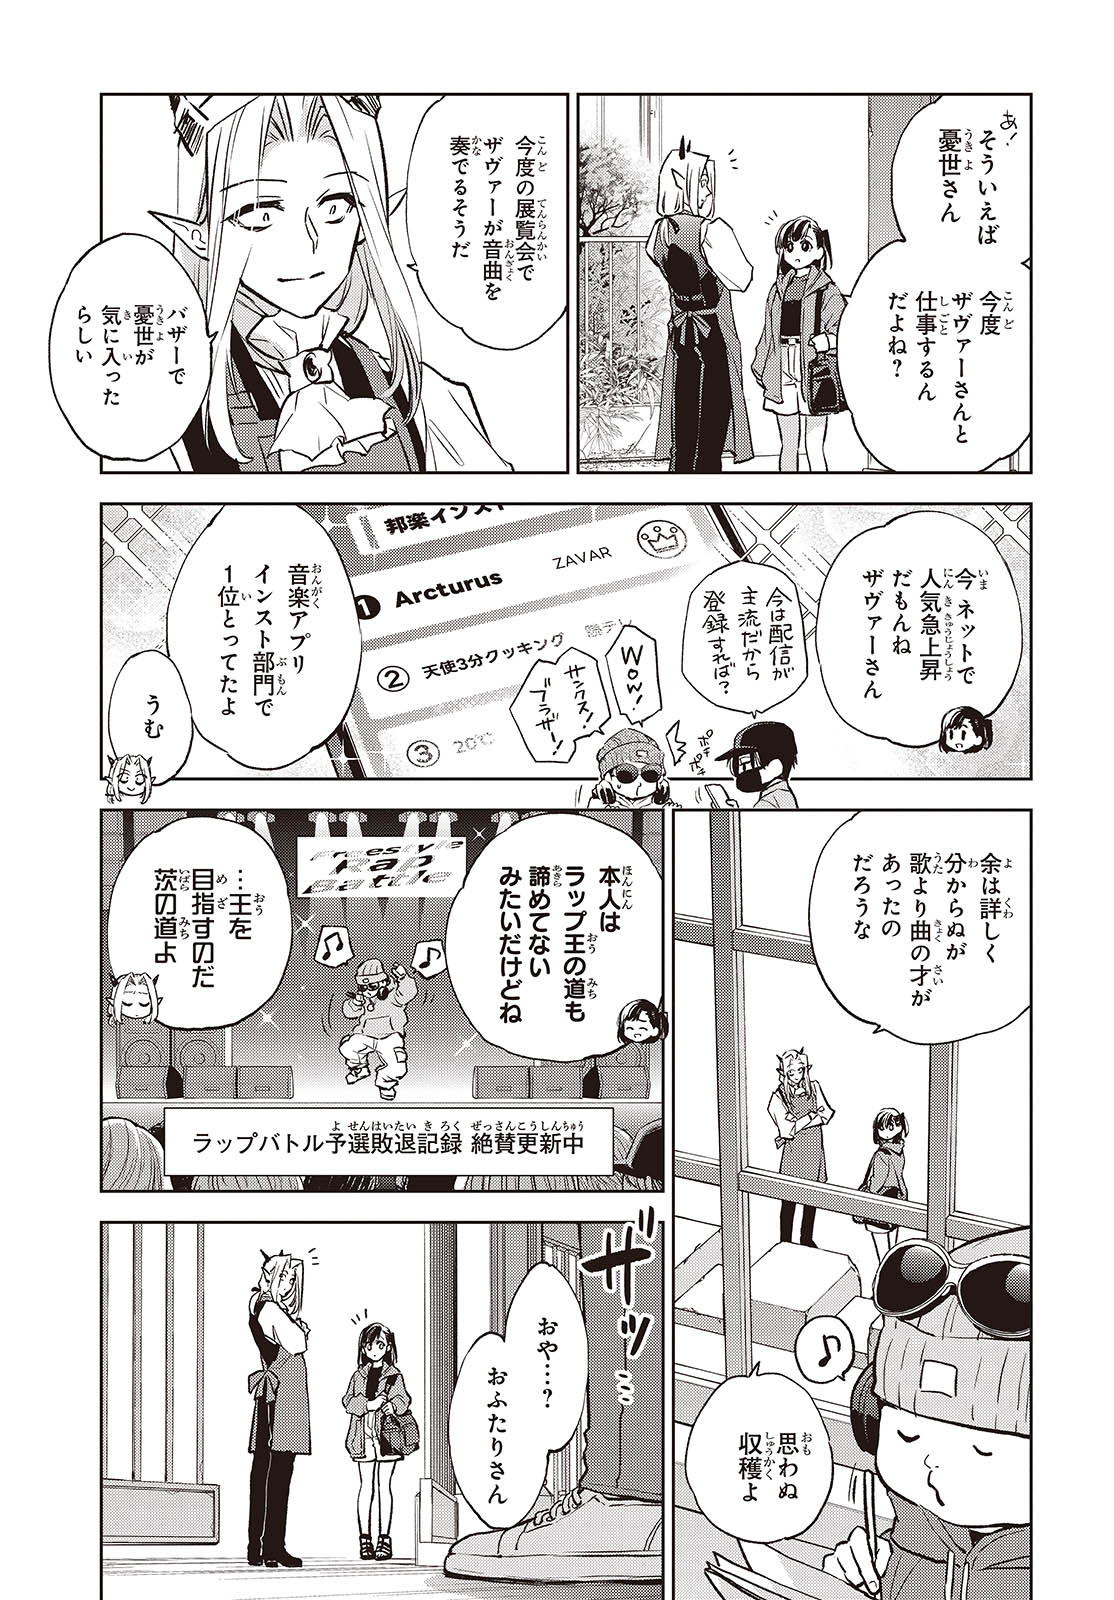 あ！
そういえば
憂世さん
今度
ザヴァーさんと
仕事するん
だよね？
今度の展覧会で
ザヴァーが音曲を
奏でるそうだ
バザーで
憂世が
気に入った
らしい
今ネットで
人気急上昇
だもんね
ザヴァーさん
今は配信が
主流だから
登録すれば？
ポチ
ポチ
WOW！
サンクス！
ブラザー！
邦楽インスト
1 Arcturus
ZAVAR
2 天使3分クッキング
3 20℃
音楽アプリ
インスト部門で
1位とってたよ
うむ
余は詳しく
分からぬが
歌より曲の才が
あったの
だろうな
思わぬ
収穫よ
本人は
ラップ王の道も
諦めてない
みたいだけどね
Freestyle
Rap
Battle
…王を
目指すのだ
茨の道よ
ラップバトル予選敗退記録 絶賛更新中
ザッ…
おや…？
おふたりさん